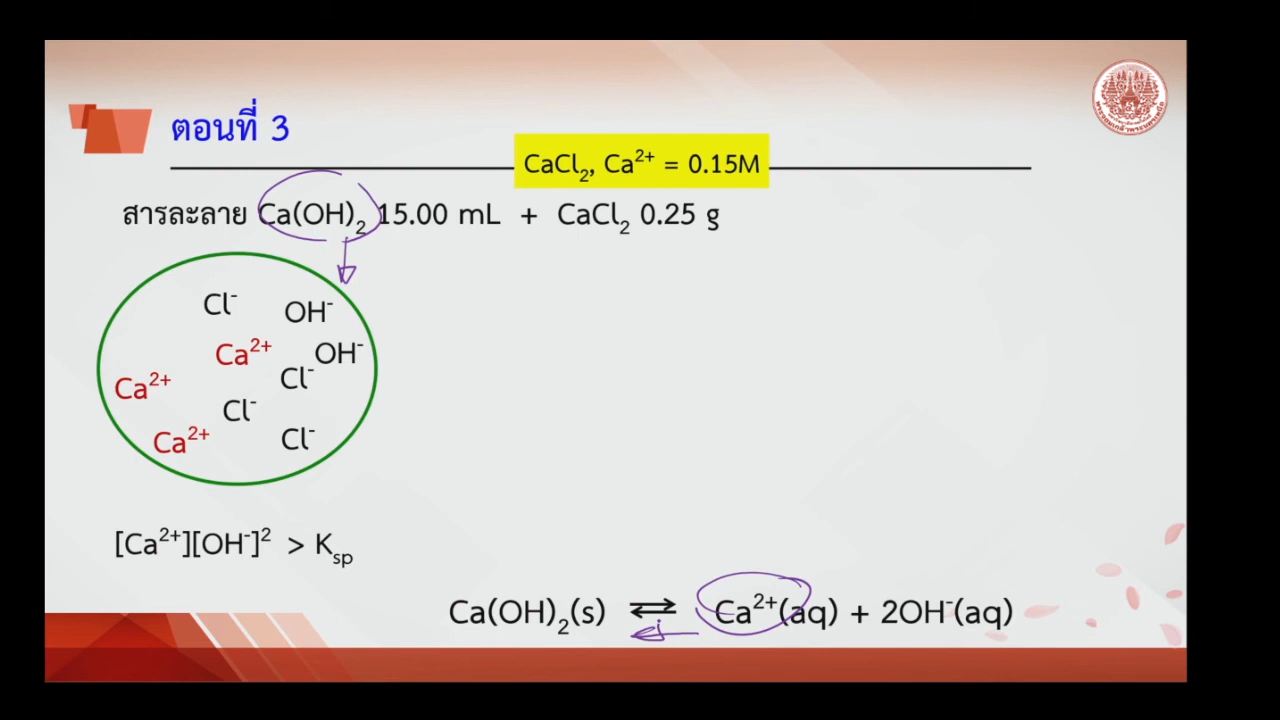 ตอนที่ 3
CaCl₂, Ca²⁺ = 0.15M
สารละลาย Ca(OH)₂ 15.00 mL + CaCl₂ 0.25 g
Cl⁻
OH⁻
Ca²⁺
OH⁻
Cl⁻
Ca²⁺
Cl⁻
Ca²⁺
Cl⁻
[Ca²⁺][OH⁻]² > Kₛₚ
Ca(OH)₂(s) ⇌ Ca²⁺(aq) + 2OH⁻(aq)